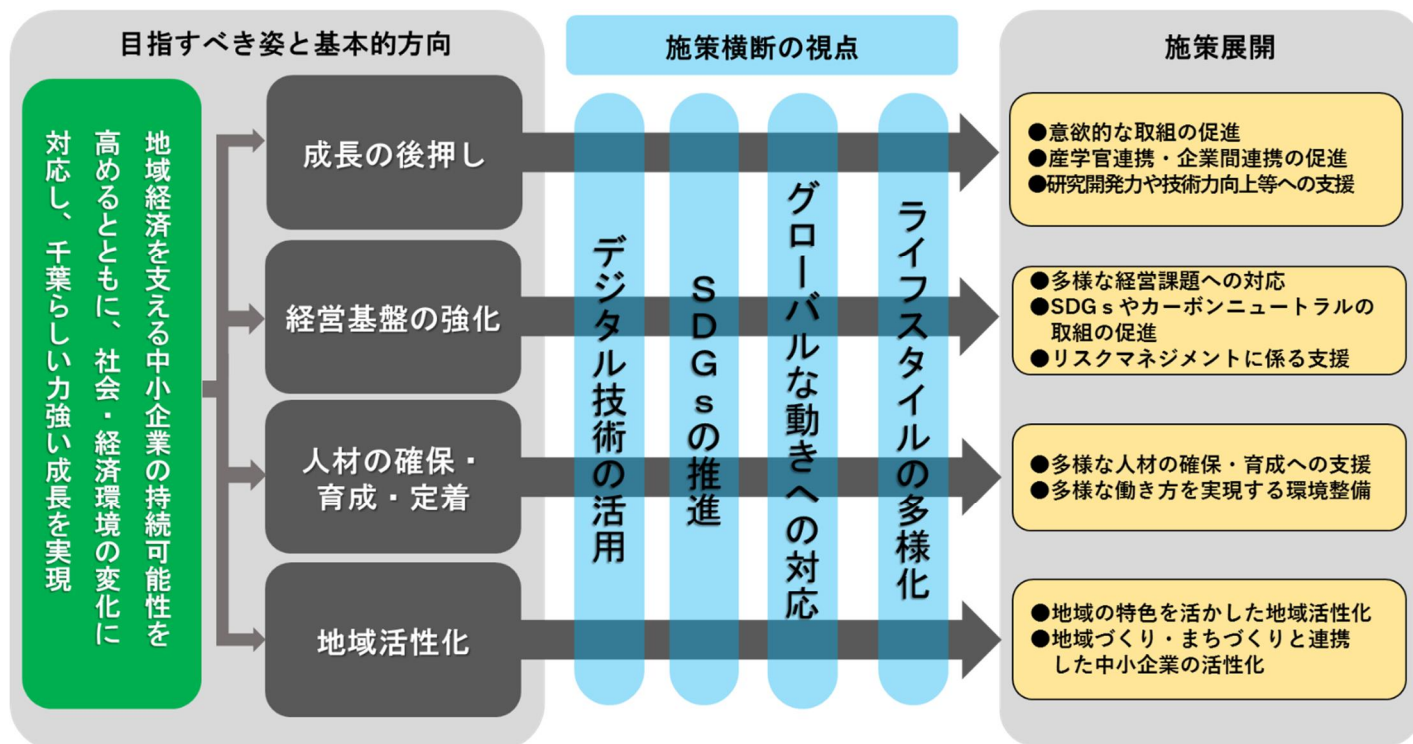 目指すべき姿と基本的方向
地域経済を支える中小企業の持続可能性を
高めるとともに、社会・経済環境の変化に
対応し、千葉らしい力強い成長を実現
成長の後押し
経営基盤の強化
人材の確保・
育成・定着
地域活性化
施策横断の視点
デジタル技術の活用
SDGsの推進
グローバルな動きへの対応
ライフスタイルの多様化
施策展開
●意欲的な取組の促進
●産学官連携・企業間連携の促進
●研究開発力や技術力向上等への支援
●多様な経営課題への対応
●SDGsやカーボンニュートラルの
取組の促進
●リスクマネジメントに係る支援
●多様な人材の確保・育成への支援
●多様な働き方を実現する環境整備
●地域の特色を活かした地域活性化
●地域づくり・まちづくりと連携
した中小企業の活性化